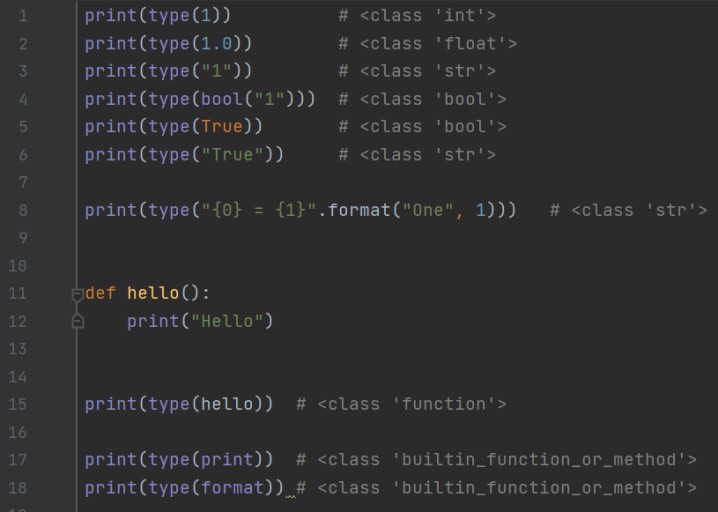 1 print(type(1))          # <class 'int'>
2 print(type(1.0))        # <class 'float'>
3 print(type("1"))        # <class 'str'>
4 print(type(bool("1")))  # <class 'bool'>
5 print(type(True))       # <class 'bool'>
6 print(type("True"))     # <class 'str'>
7
8 print(type("{0} = {1}".format("One", 1)))   # <class 'str'>
9
10
11 def hello():
12     print("Hello")
13
14
15 print(type(hello))  # <class 'function'>
16
17 print(type(print))  # <class 'builtin_function_or_method'>
18 print(type(format)) # <class 'builtin_function_or_method'>